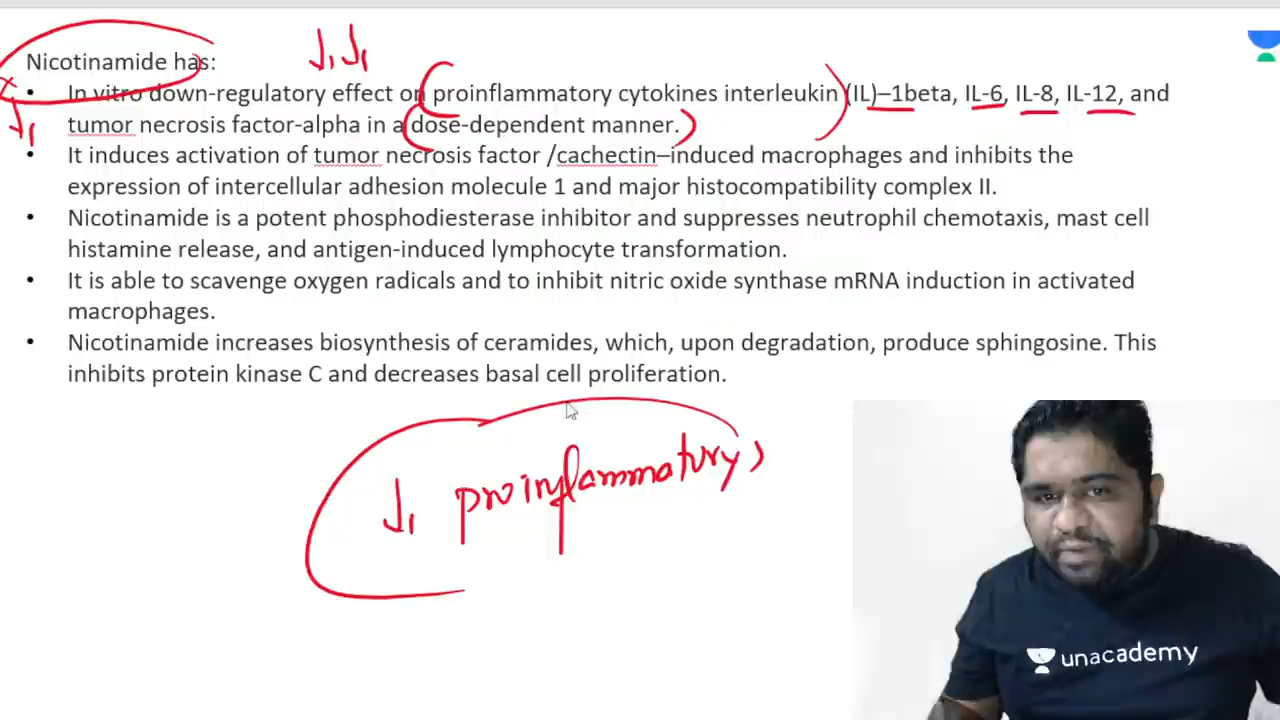 Nicotinamide has:
• In vitro down-regulatory effect on proinflammatory cytokines interleukin (IL)–1beta, IL-6, IL-8, IL-12, and
tumor necrosis factor-alpha in a dose-dependent manner.
• It induces activation of tumor necrosis factor /cachectin–induced macrophages and inhibits the
expression of intercellular adhesion molecule 1 and major histocompatibility complex II.
• Nicotinamide is a potent phosphodiesterase inhibitor and suppresses neutrophil chemotaxis, mast cell
histamine release, and antigen-induced lymphocyte transformation.
• It is able to scavenge oxygen radicals and to inhibit nitric oxide synthase mRNA induction in activated
macrophages.
• Nicotinamide increases biosynthesis of ceramides, which, upon degradation, produce sphingosine. This
inhibits protein kinase C and decreases basal cell proliferation.
↓ proinflammatory
unacademy